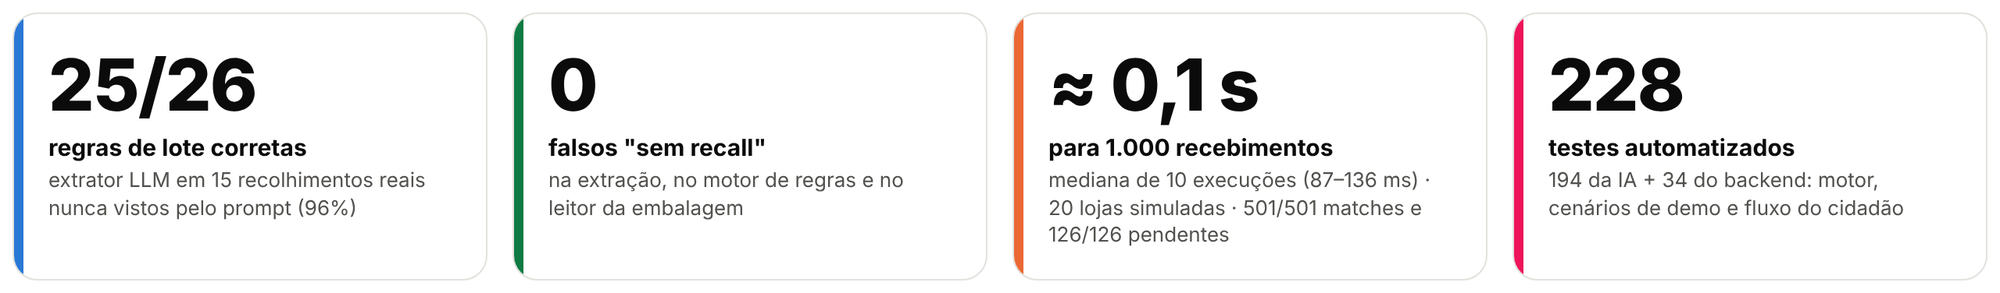 25/26
regras de lote corretas
extrator LLM em 15 recolhimentos reais
nunca vistos pelo prompt (96%)
0
falsos "sem recall"
na extração, no motor de regras e no
leitor da embalagem
≈ 0,1 s
para 1.000 recebimentos
mediana de 10 execuções (87–136 ms) ·
20 lojas simuladas · 501/501 matches e
126/126 pendentes
228
testes automatizados
194 da IA + 34 do backend: motor,
cenários de demo e fluxo do cidadão